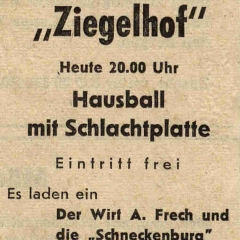 „Ziegelhof"
Heute 20.00 Uhr
Hausball
mit Schlachtplatte
Eintritt frei
Es laden ein
Der Wirt A. Frech und
die „Schneckenburg"